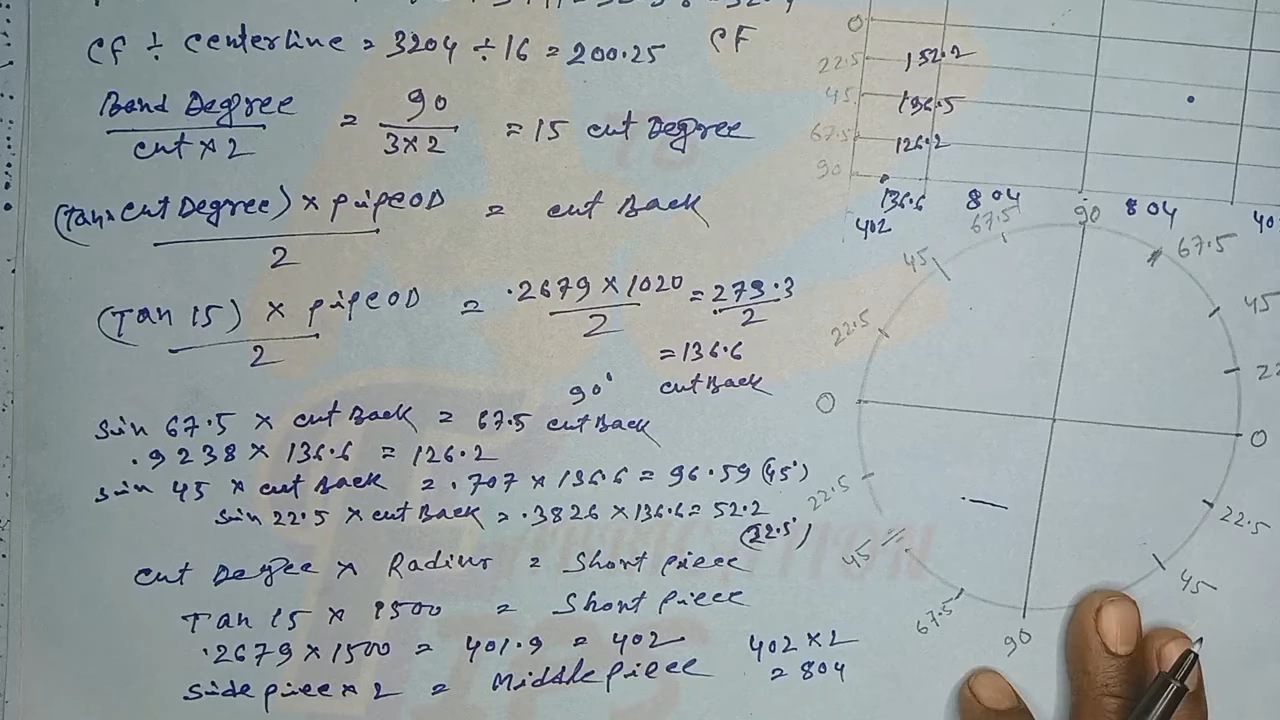 CF ÷ centerline = 3204 ÷ 16 = 200.25 CF
Bend Degree / cut x 2 = 90 / 3x2 = 15 cut Degree
(Tan x cut Degree) x pipe OD / 2 = cut Back
(Tan 15) x pipe OD / 2 = .2679 x 1020 / 2 = 273.3 / 2
= 136.6
90° cut Back
Sin 67.5 x cut Back = 67.5 cut Back
.9238 x 136.6 = 126.2
Sin 45 x cut Back = .707 x 136.6 = 96.59 (45°)
Sin 22.5 x cut Back = .3826 x 136.6 = 52.2
(22.5°)
Cut Degree x Radius = Short piece
Tan 15 x 1500 = Short piece
.2679 x 1500 = 401.9 = 402 402 x 2
Side piece x 2 = Middle piece = 804
0
22.5 152.2
45 196.5
67.5 126.2
90
136.6 804 90 804
402 67.5 40
67.5
45
45
22.5
22
0
0
22.5
22.5
45
45
67.5
90